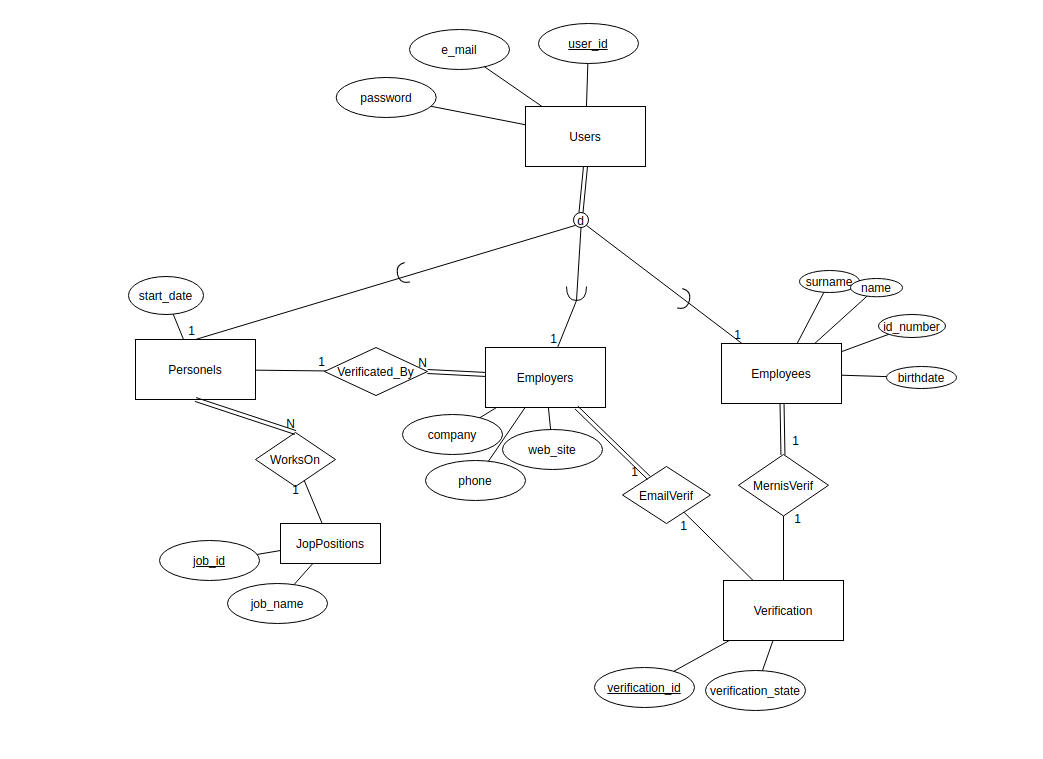 user_id
e_mail
password
Users
d
surname
name
start_date
id_number
1
1
1
1
N
Personels
Verificated_By
Employers
Employees
birthdate
N
company
web_site
1
WorksOn
1
phone
MernisVerif
1
EmailVerif
1
1
JopPositions
job_id
job_name
Verification
verification_id
verification_state